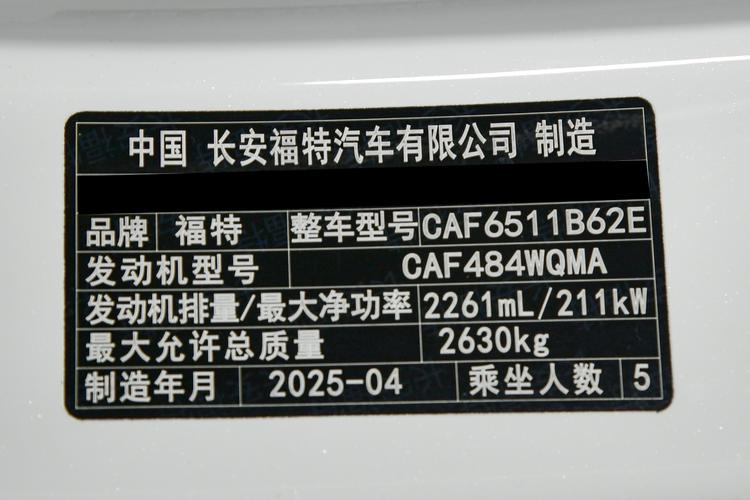 中国 长安福特汽车有限公司 制造
品牌 福特 整车型号 CAF6511B62E
发动机型号 CAF484WQMA
发动机排量/最大净功率 2261mL/211kW
最大允许总质量 2630kg
制造年月 2025-04 乘坐人数 5